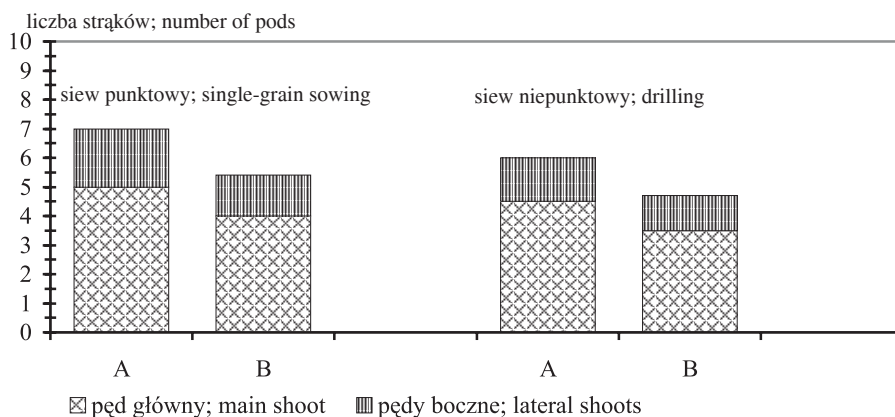 liczba strąków; number of pods
10
9
8
7
6
5
4
3
2
1
0
siew punktowy; single-grain sowing
siew niepunktowy; drilling
A B A B
pęd główny; main shoot pędy boczne; lateral shoots